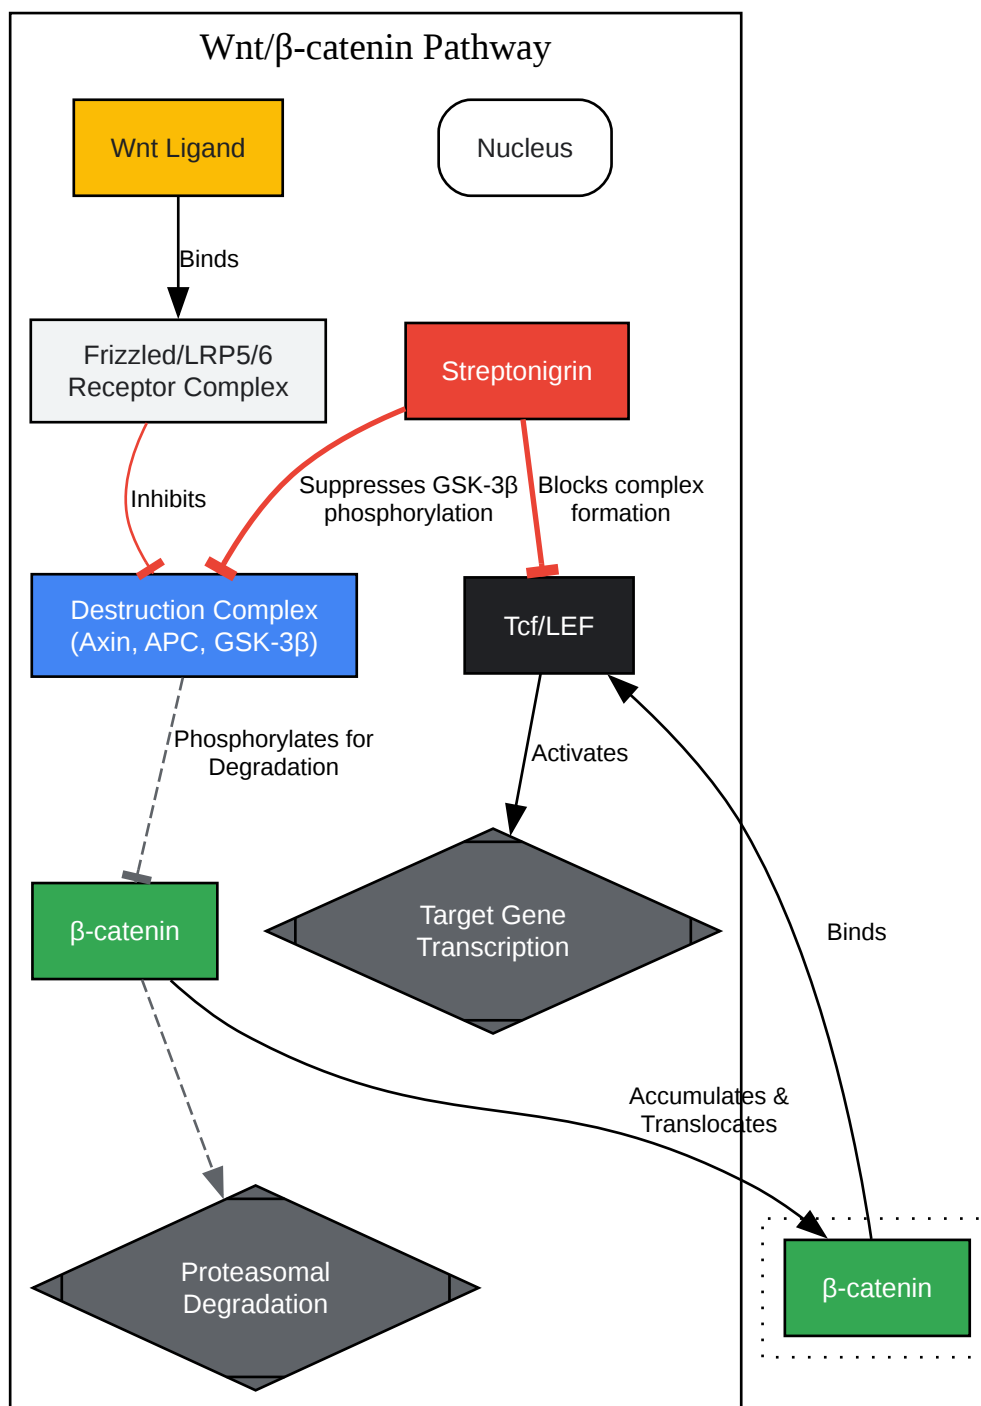 Wnt/β-catenin Pathway
Wnt Ligand
Nucleus
Binds
Frizzled/LRP5/6
Receptor Complex
Streptonigrin
Inhibits
Suppresses GSK-3β
phosphorylation
Blocks complex
formation
Destruction Complex
(Axin, APC, GSK-3β)
Tcf/LEF
Phosphorylates for
Degradation
Activates
β-catenin
Target Gene
Transcription
Binds
Accumulates &
Translocates
Proteasomal
Degradation
β-catenin